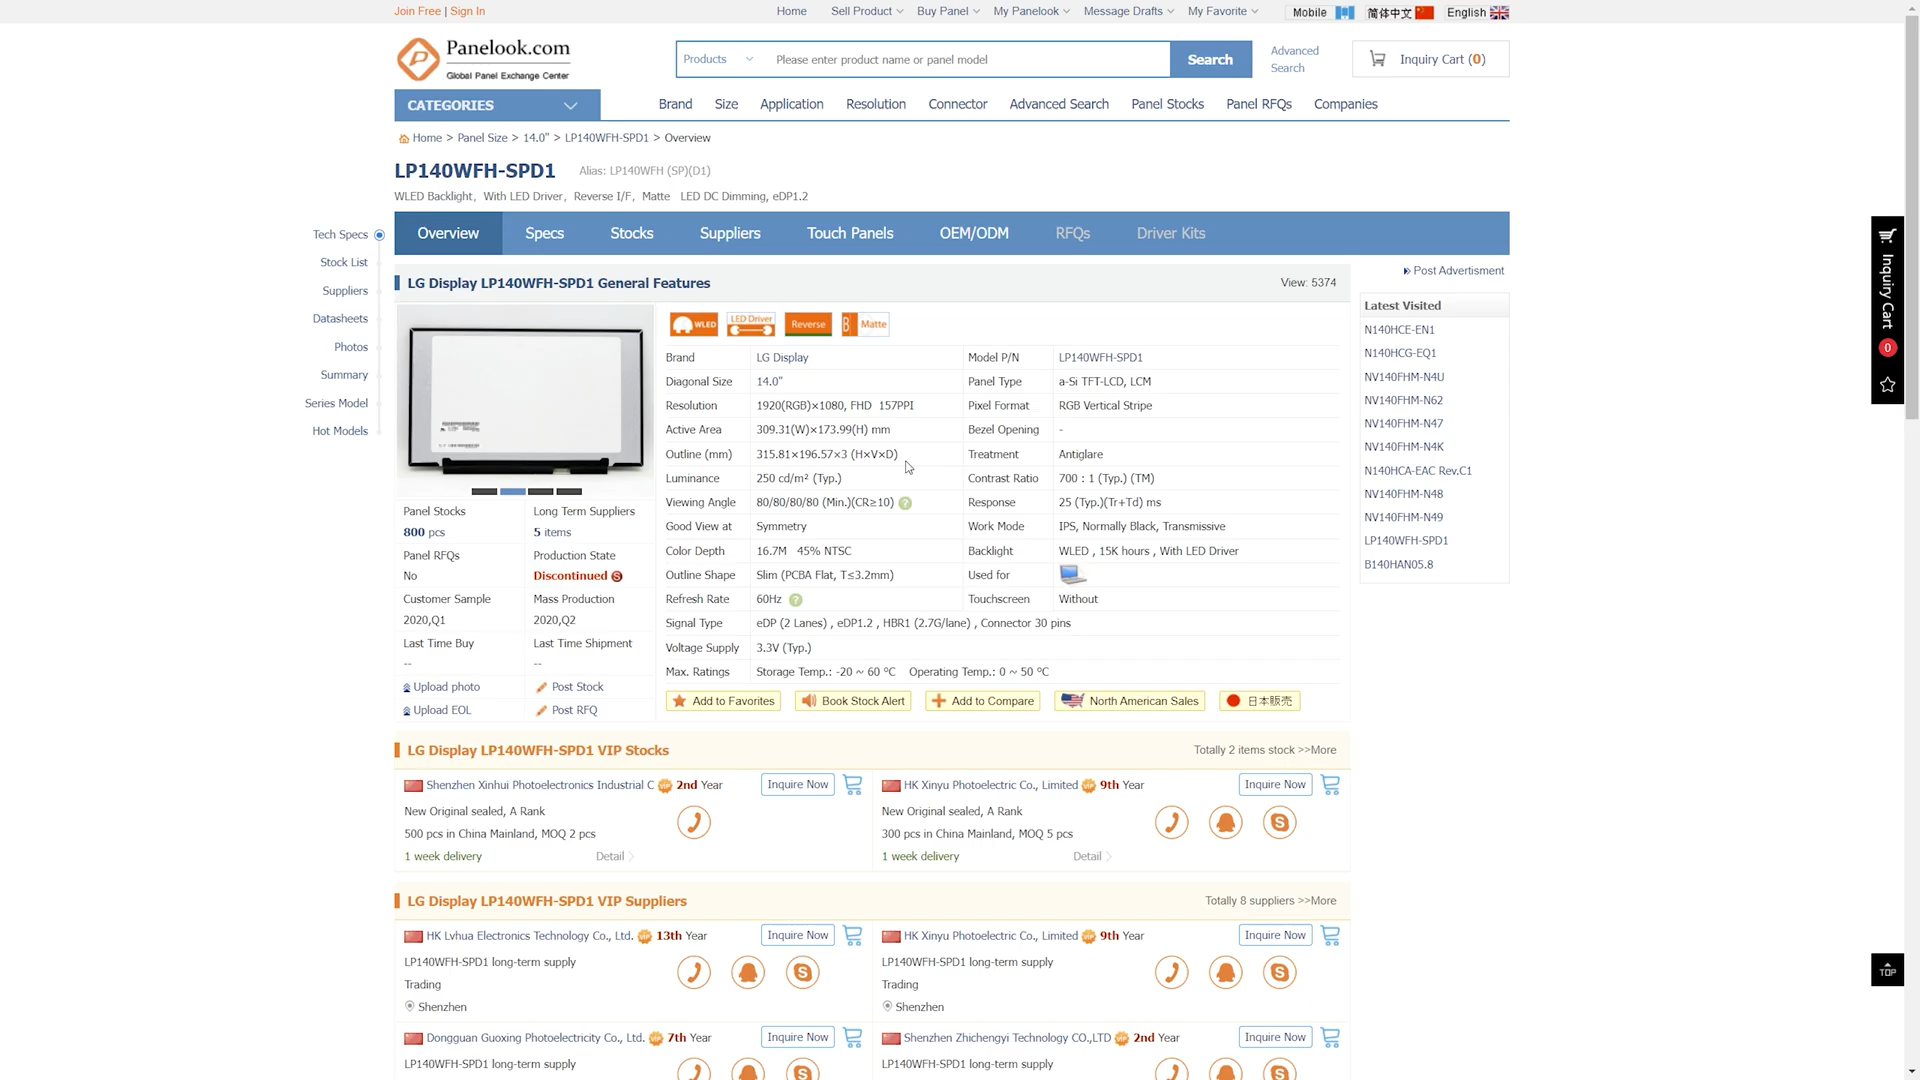 Join Free | Sign In
Home Sell Product Buy Panel My Panelook Message Drafts My Favorite Mobile 简体中文 English
Panelook.com
Global Panel Exchange Center
Products Please enter product name or panel model Search
Advanced Search
Inquiry Cart (0)
CATEGORIES
Brand Size Application Resolution Connector Advanced Search Panel Stocks Panel RFQs Companies
Home > Panel Size > 14.0" > LP140WFH-SPD1 > Overview
LP140WFH-SPD1 Alias: LP140WFH (SP)(D1)
WLED Backlight, With LED Driver, Reverse I/F, Matte LED DC Dimming, eDP1.2
Overview Specs Stocks Suppliers Touch Panels OEM/ODM RFQs Driver Kits
Tech Specs
Stock List
Suppliers
Datasheets
Photos
Summary
Series Model
Hot Models
LG Display LP140WFH-SPD1 General Features View: 5374
WLED LED Driver Reverse Matte
Brand LG Display Model P/N LP140WFH-SPD1
Diagonal Size 14.0" Panel Type a-Si TFT-LCD, LCM
Resolution 1920(RGB)×1080, FHD 157PPI Pixel Format RGB Vertical Stripe
Active Area 309.31(W)×173.99(H) mm Bezel Opening -
Outline (mm) 315.81×196.57×3 (H×V×D) Treatment Antiglare
Luminance 250 cd/m² (Typ.) Contrast Ratio 700 : 1 (Typ.) (TM)
Viewing Angle 80/80/80/80 (Min.)(CR≥10) ? Response 25 (Typ.)(Tr+Td) ms
Good View at Symmetry Work Mode IPS, Normally Black, Transmissive
Color Depth 16.7M 45% NTSC Backlight WLED , 15K hours , With LED Driver
Outline Shape Slim (PCBA Flat, T≤3.2mm) Used for
Refresh Rate 60Hz ? Touchscreen Without
Signal Type eDP (2 Lanes) , eDP1.2 , HBR1 (2.7G/lane) , Connector 30 pins
Voltage Supply 3.3V (Typ.)
Max. Ratings Storage Temp.: -20 ~ 60 °C Operating Temp.: 0 ~ 50 °C
Add to Favorites Book Stock Alert Add to Compare North American Sales 日本販売
Panel Stocks Long Term Suppliers
800 pcs 5 items
Panel RFQs Production State
No Discontinued S
Customer Sample Mass Production
2020,Q1 2020,Q2
Last Time Buy Last Time Shipment
-- --
Upload photo Post Stock
Upload EOL Post RFQ
Post Advertisment
Latest Visited
N140HCE-EN1
N140HCG-EQ1
NV140FHM-N4U
NV140FHM-N62
NV140FHM-N47
NV140FHM-N4K
N140HCA-EAC Rev.C1
NV140FHM-N48
NV140FHM-N49
LP140WFH-SPD1
B140HAN05.8
Inquiry Cart
0
LG Display LP140WFH-SPD1 VIP Stocks Totally 2 items stock >>More
Shenzhen Xinhui Photoelectronics Industrial C VIP 2nd Year Inquire Now
New Original sealed, A Rank
500 pcs in China Mainland, MOQ 2 pcs
1 week delivery Detail
HK Xinyu Photoelectric Co., Limited VIP 9th Year Inquire Now
New Original sealed, A Rank
300 pcs in China Mainland, MOQ 5 pcs
1 week delivery Detail
LG Display LP140WFH-SPD1 VIP Suppliers Totally 8 suppliers >>More
HK Lvhua Electronics Technology Co., Ltd. VIP 13th Year Inquire Now
LP140WFH-SPD1 long-term supply
Trading
Shenzhen
HK Xinyu Photoelectric Co., Limited VIP 9th Year Inquire Now
LP140WFH-SPD1 long-term supply
Trading
Shenzhen
Dongguan Guoxing Photoelectricity Co., Ltd. VIP 7th Year Inquire Now
LP140WFH-SPD1 long-term supply
Shenzhen Zhichengyi Technology CO.,LTD VIP 2nd Year Inquire Now
LP140WFH-SPD1 long-term supply
TOP